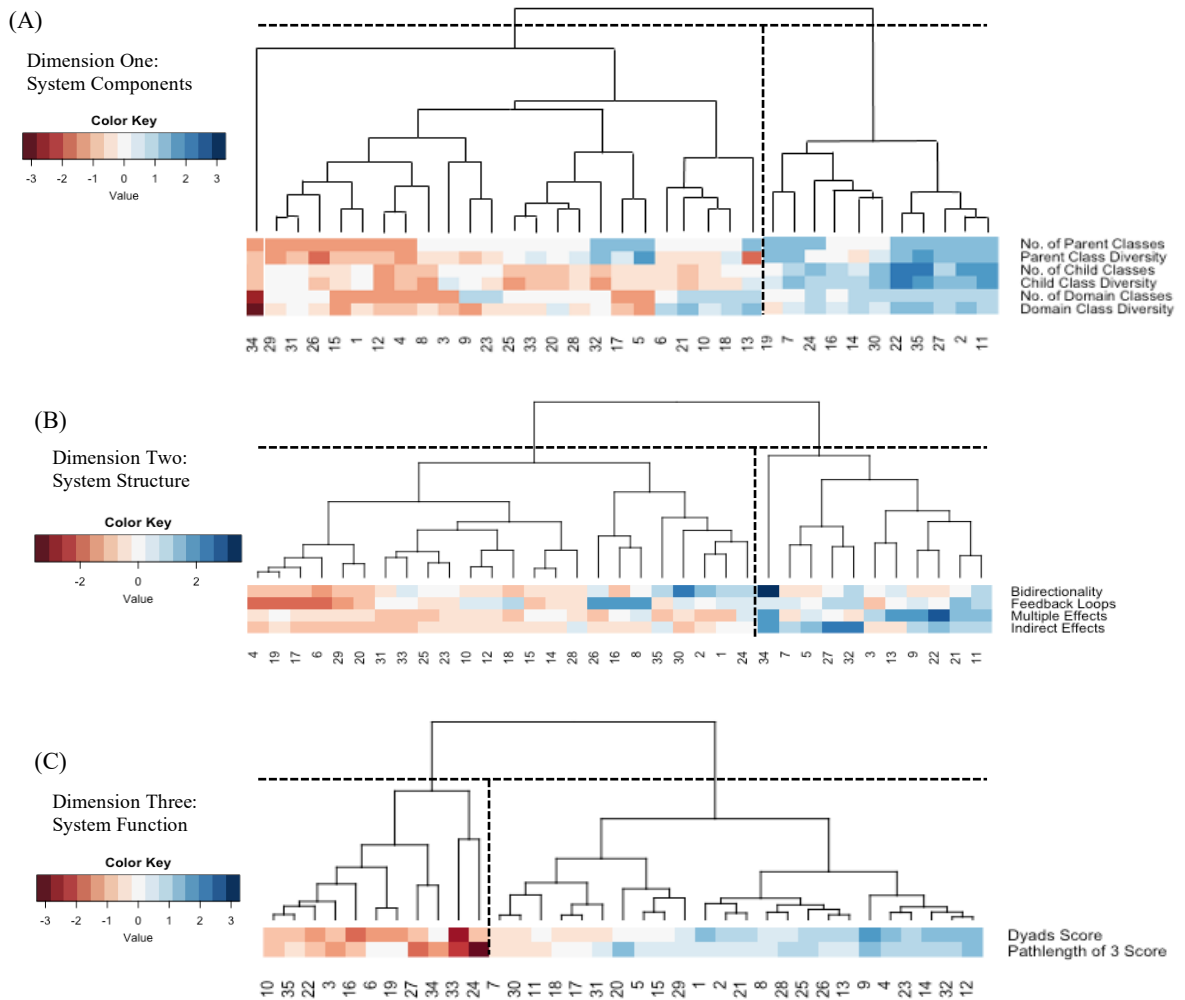 (A)
Dimension One:
System Components
Color Key
-3 -2 -1 0 1 2 3
Value
No. of Parent Classes
Parent Class Diversity
No. of Child Classes
Child Class Diversity
No. of Domain Classes
Domain Class Diversity
34 29 31 26 15 1 12 4 8 3 9 23 25 33 20 28 32 17 5 6 21 10 18 13 19 7 24 16 14 30 22 35 27 2 11
(B)
Dimension Two:
System Structure
Color Key
-2 0 2
Value
Bidirectionality
Feedback Loops
Multiple Effects
Indirect Effects
4 19 17 6 29 20 31 33 25 23 10 12 18 15 14 28 26 16 8 35 30 2 1 24 34 7 5 27 32 3 13 9 22 21 11
(C)
Dimension Three:
System Function
Color Key
-3 -2 -1 0 1 2 3
Value
Dyads Score
Pathlength of 3 Score
10 35 22 3 16 6 19 27 34 33 24 7 30 11 18 17 31 20 5 15 29 1 2 21 8 28 25 26 13 9 4 23 14 32 12